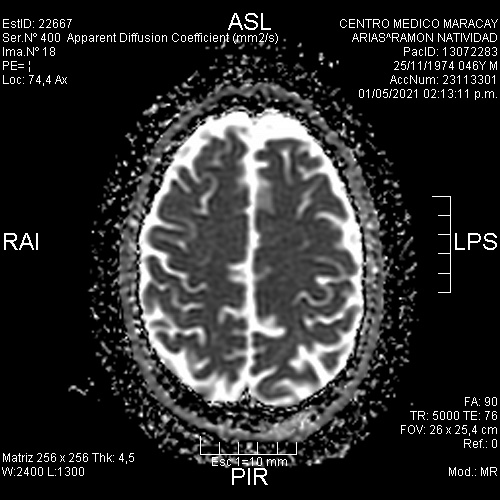 EstID: 22667
Ser.Nº 400 Apparent Diffusion Coefficient (mm2/s)
Ima.Nº 18
PE= ¦
Loc: 74,4 Ax
ASL
CENTRO MEDICO MARACAY
ARIAS^RAMON NATIVIDAD
PacID: 13072283
25/11/1974 046Y M
AccNum: 23113301
01/05/2021 02:13:11 p.m.
RAI
LPS
Matriz 256 x 256 Thk: 4,5
W:2400 L:1300
Esc 1=10 mm
PIR
FA: 90
TR: 5000 TE: 76
FOV: 26 x 25,4 cm
Ref: 0
Mod.: MR